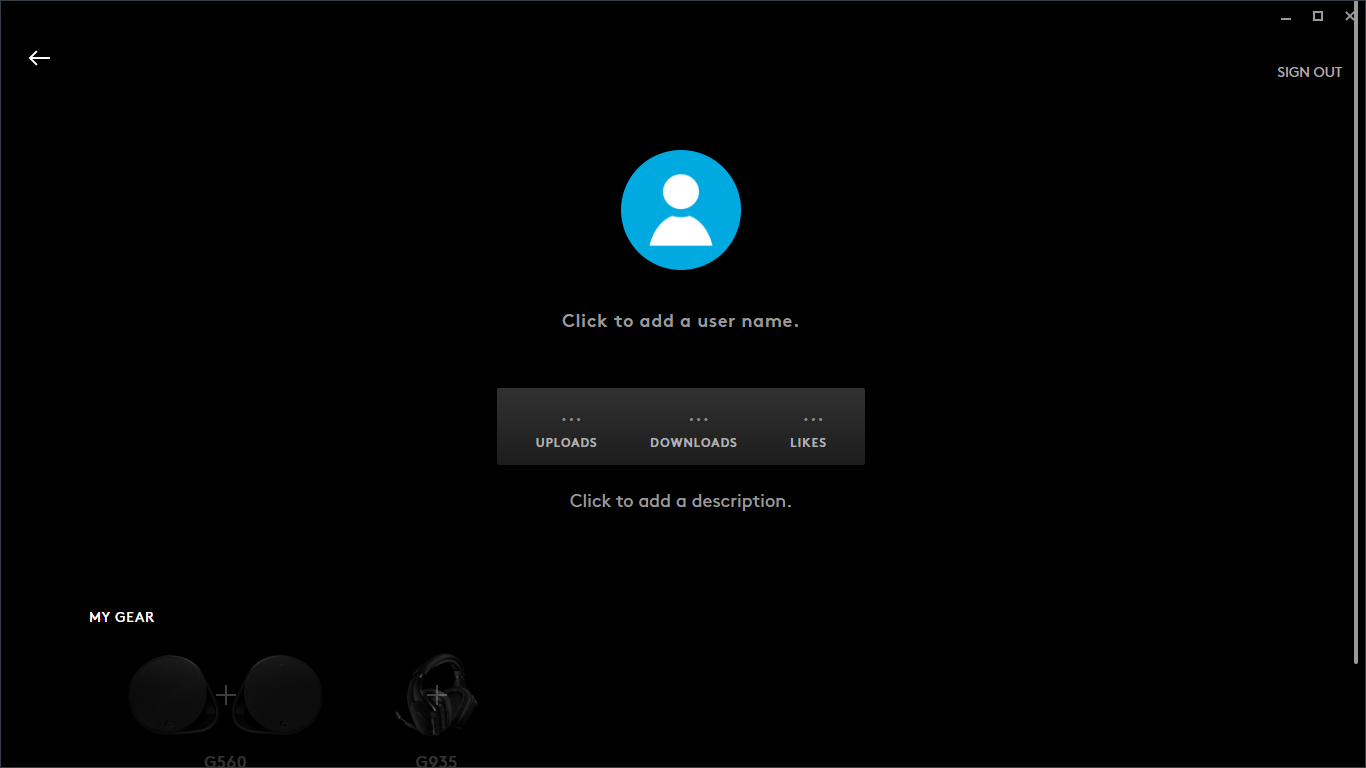 SIGN OUT
Click to add a user name.
... ... ...
UPLOADS DOWNLOADS LIKES
Click to add a description.
MY GEAR
G560 G935